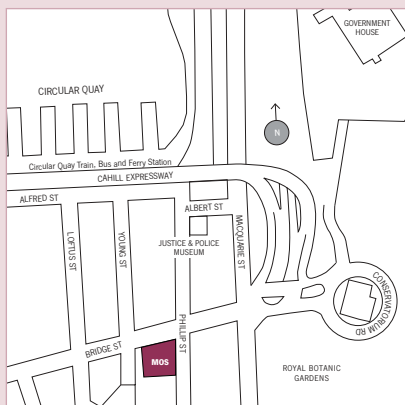 GOVERNMENT
HOUSE
CIRCULAR QUAY
N
Circular Quay Train, Bus and Ferry Station
CAHILL EXPRESSWAY
ALFRED ST
ALBERT ST
LOFTUS ST
YOUNG ST
MACQUARIE ST
JUSTICE & POLICE
MUSEUM
CONSERVATORIUM RD
PHILLIP ST
BRIDGE ST
MOS
ROYAL BOTANIC
GARDENS